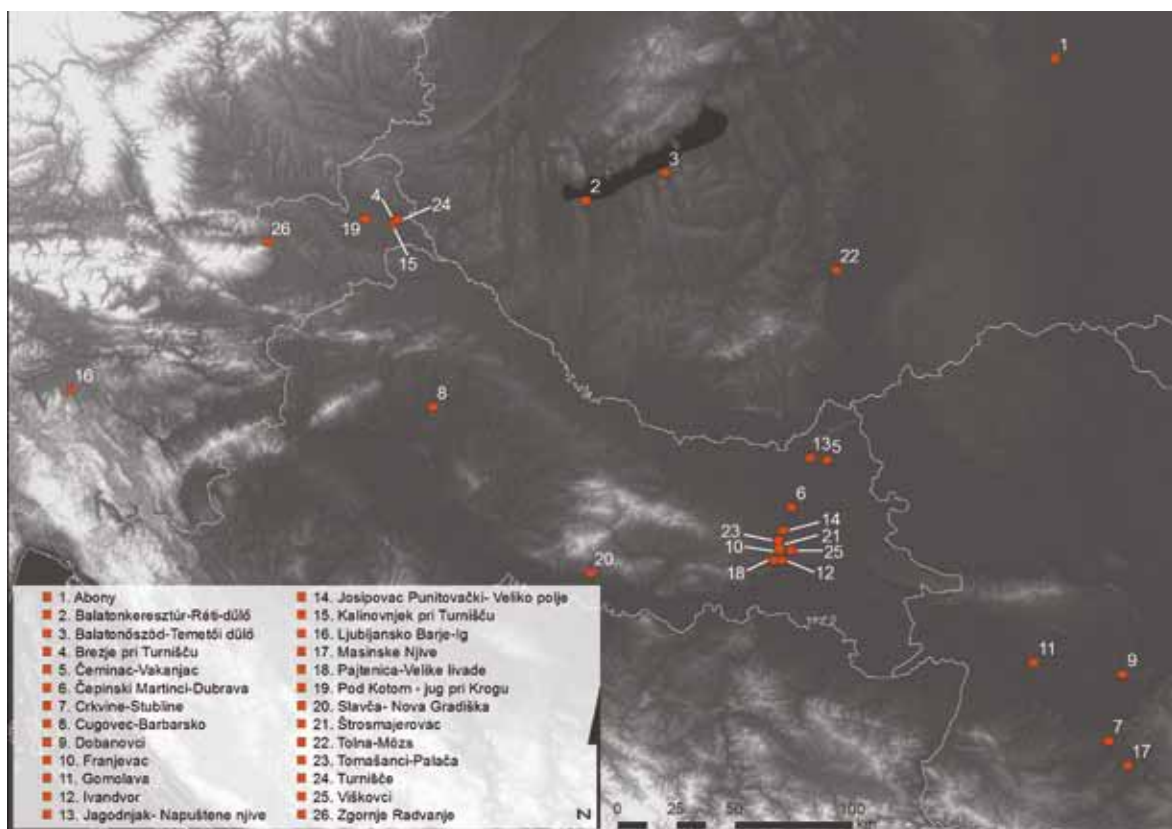 1
3
2
4
24
19
26
15
22
16
8
13
5
6
14
23
21
10
25
18
12
20
11
9
7
17
1. Abony
2. Balatonkeresztúr-Réti-dűlő
3. Balatonőszöd-Temetői dűlő
4. Brezje pri Turnišču
5. Čeminac-Vakanjac
6. Čepinski Martinci-Dubrava
7. Crkvine-Stubline
8. Cugovec-Barbarsko
9. Dobanovci
10. Franjevac
11. Gomolava
12. Ivandvor
13. Jagodnjak- Napuštene njive
14. Josipovac Punitovački- Veliko polje
15. Kalinovnjek pri Turnišču
16. Ljubljansko Barje-Ig
17. Masinske Njive
18. Pajtenica-Velike livade
19. Pod Kotom - jug pri Krogu
20. Slavča- Nova Gradiška
21. Štrosmajerovac
22. Tolna-Mözs
23. Tomašanci-Palača
24. Turnišče
25. Viškovci
26. Zgornje Radvanje
Z
0 25 50 100
km